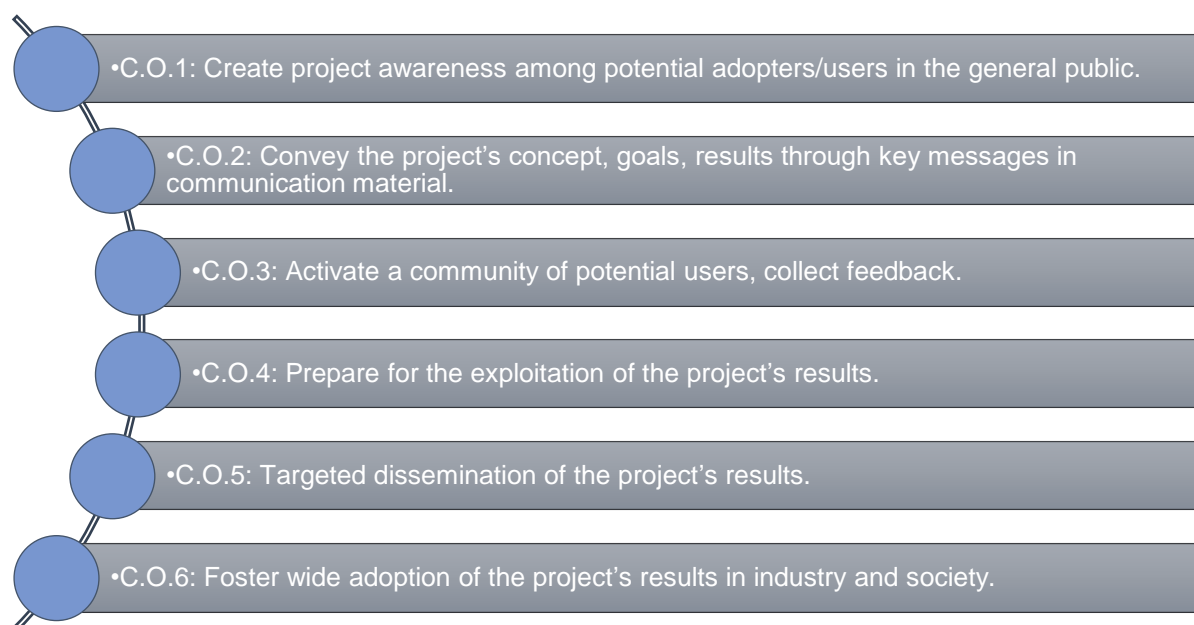 •C.O.1: Create project awareness among potential adopters/users in the general public.
•C.O.2: Convey the project’s concept, goals, results through key messages in
communication material.
•C.O.3: Activate a community of potential users, collect feedback.
•C.O.4: Prepare for the exploitation of the project’s results.
•C.O.5: Targeted dissemination of the project’s results.
•C.O.6: Foster wide adoption of the project’s results in industry and society.